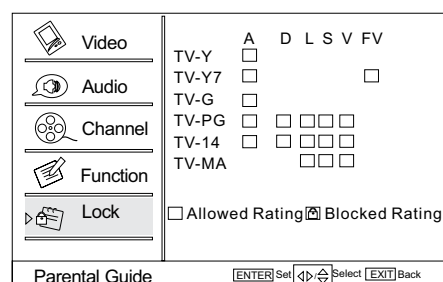 Video
Audio
Channel
Function
Lock
A D L S V FV
TV-Y
TV-Y7
TV-G
TV-PG
TV-14
TV-MA
Allowed Rating Blocked Rating
Parental Guide
ENTER Set / Select EXIT Back